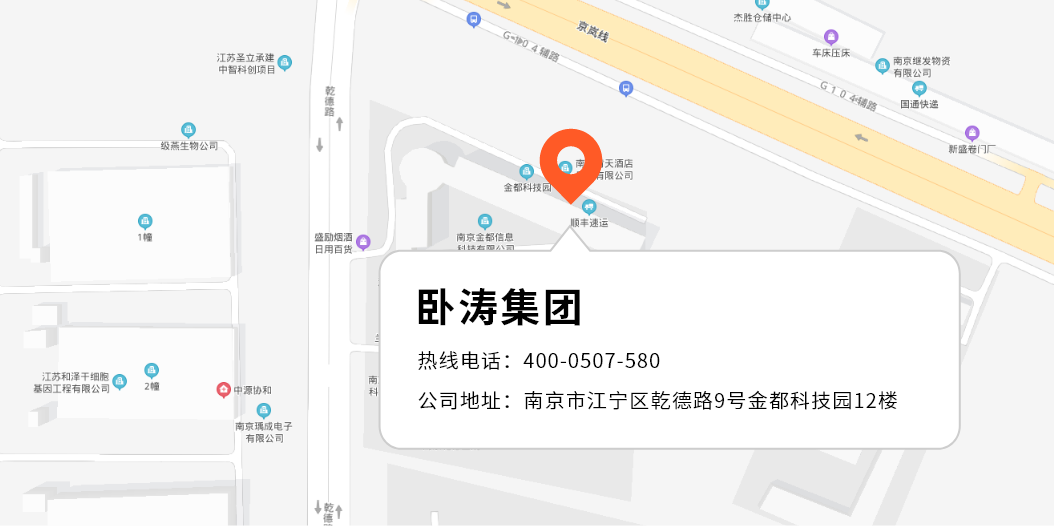 杰胜仓储中心
京岚线
车床压床
G104辅路
江苏圣立承建
中智科创项目
南京继发物资
有限公司
乾德路
G104辅路
国通快递
级燕生物公司
新盛卷门厂
金都科技园
天酒店
有限公司
顺丰速运
1幢
盛励烟酒
日用百货
南京金都信息
科技有限公司
卧涛集团
热线电话：400-0507-580
公司地址：南京市江宁区乾德路9号金都科技园12楼
江苏和泽干细胞
基因工程有限公司
2幢
中源协和
南京瑀成电子
有限公司
乾德路